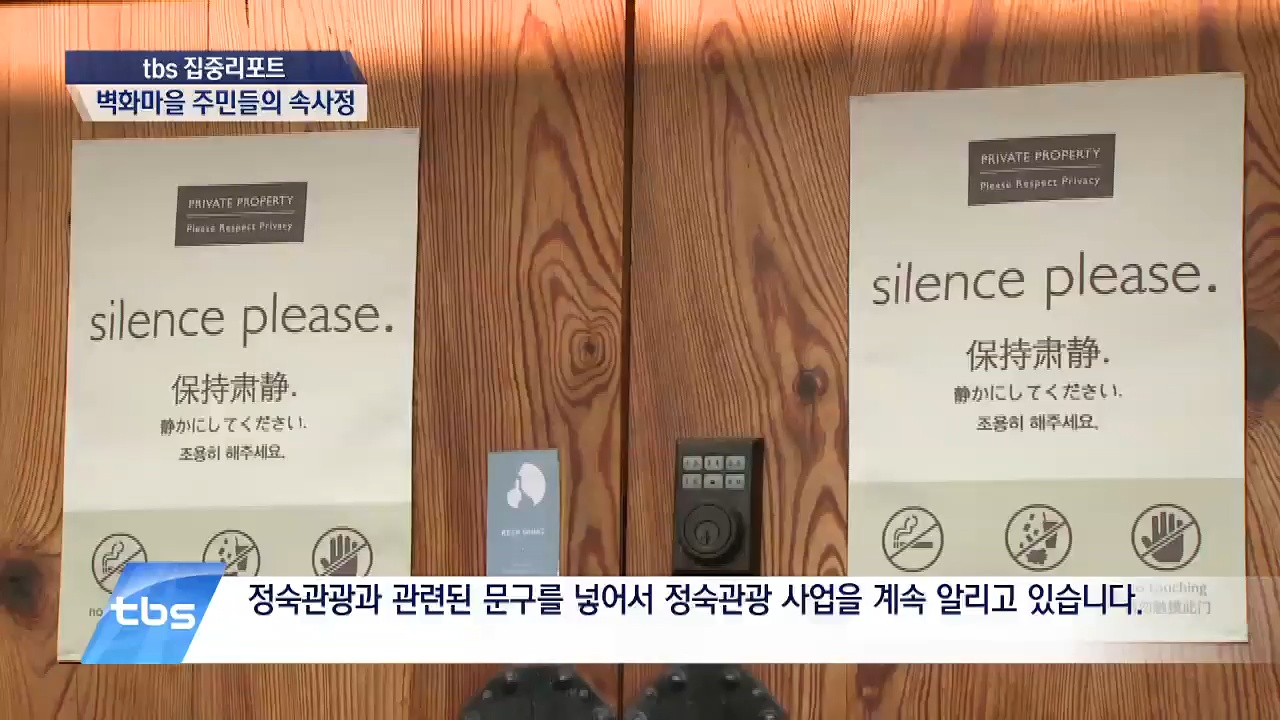 tbs 집중리포트
벽화마을 주민들의 속사정
PRIVATE PROPERTY
Please Respect Privacy
silence please.
保持肃静.
静かにしてください.
조용히 해주세요.
no
PRIVATE PROPERTY
Please Respect Privacy
silence please.
保持肃静.
静かにしてください.
조용히 해주세요.
touching
tbs
정숙관광과 관련된 문구를 넣어서 정숙관광 사업을 계속 알리고 있습니다.